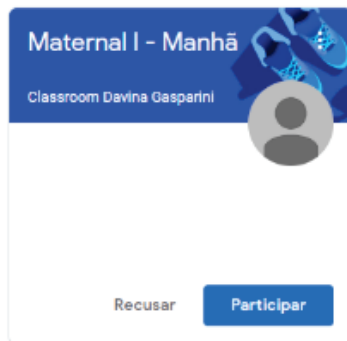 Maternal I - Manhã
Classroom Davina Gasparini
Recusar
Participar